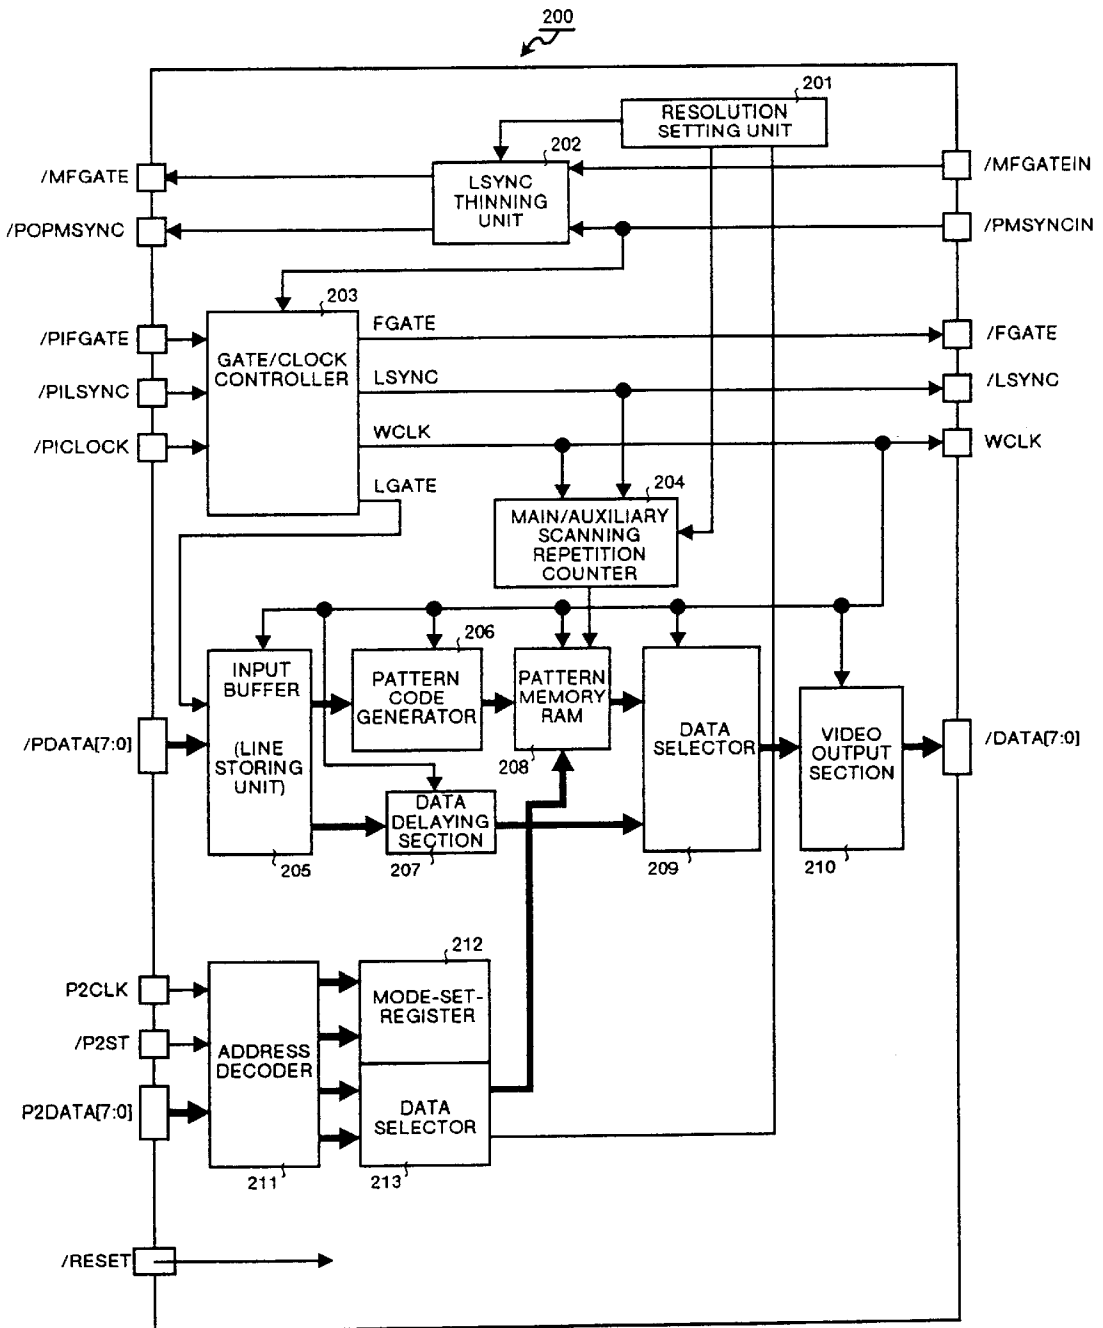 200
201
RESOLUTION
SETTING UNIT
202
LSYNC
THINNING
UNIT
/MFGATE
/MFGATEIN
/POPMSYNC
/PMSYNCIN
203
GATE/CLOCK
CONTROLLER
/PIFGATE
FGATE
/FGATE
/PILSYNC
LSYNC
/LSYNC
/PICLOCK
WCLK
WCLK
LGATE
204
MAIN/AUXILIARY
SCANNING
REPETITION
COUNTER
INPUT
BUFFER
(LINE
STORING
UNIT)
205
206
PATTERN
CODE
GENERATOR
PATTERN
MEMORY
RAM
208
DATA
SELECTOR
209
VIDEO
OUTPUT
SECTION
210
/PDATA[7:0]
/DATA[7:0]
DATA
DELAYING
SECTION
207
212
MODE-SET-
REGISTER
P2CLK
/P2ST
P2DATA[7:0]
ADDRESS
DECODER
211
DATA
SELECTOR
213
/RESET